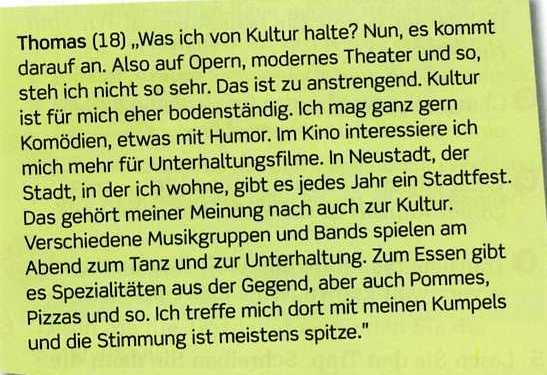 Thomas (18) „Was ich von Kultur halte? Nun, es kommt
darauf an. Also auf Opern, modernes Theater und so,
steh ich nicht so sehr. Das ist zu anstrengend. Kultur
ist für mich eher bodenständig. Ich mag ganz gern
Komödien, etwas mit Humor. Im Kino interessiere ich
mich mehr für Unterhaltungsfilme. In Neustadt, der
Stadt, in der ich wohne, gibt es jedes Jahr ein Stadtfest.
Das gehört meiner Meinung nach auch zur Kultur.
Verschiedene Musikgruppen und Bands spielen am
Abend zum Tanz und zur Unterhaltung. Zum Essen gibt
es Spezialitäten aus der Gegend, aber auch Pommes,
Pizzas und so. Ich treffe mich dort mit meinen Kumpels
und die Stimmung ist meistens spitze."